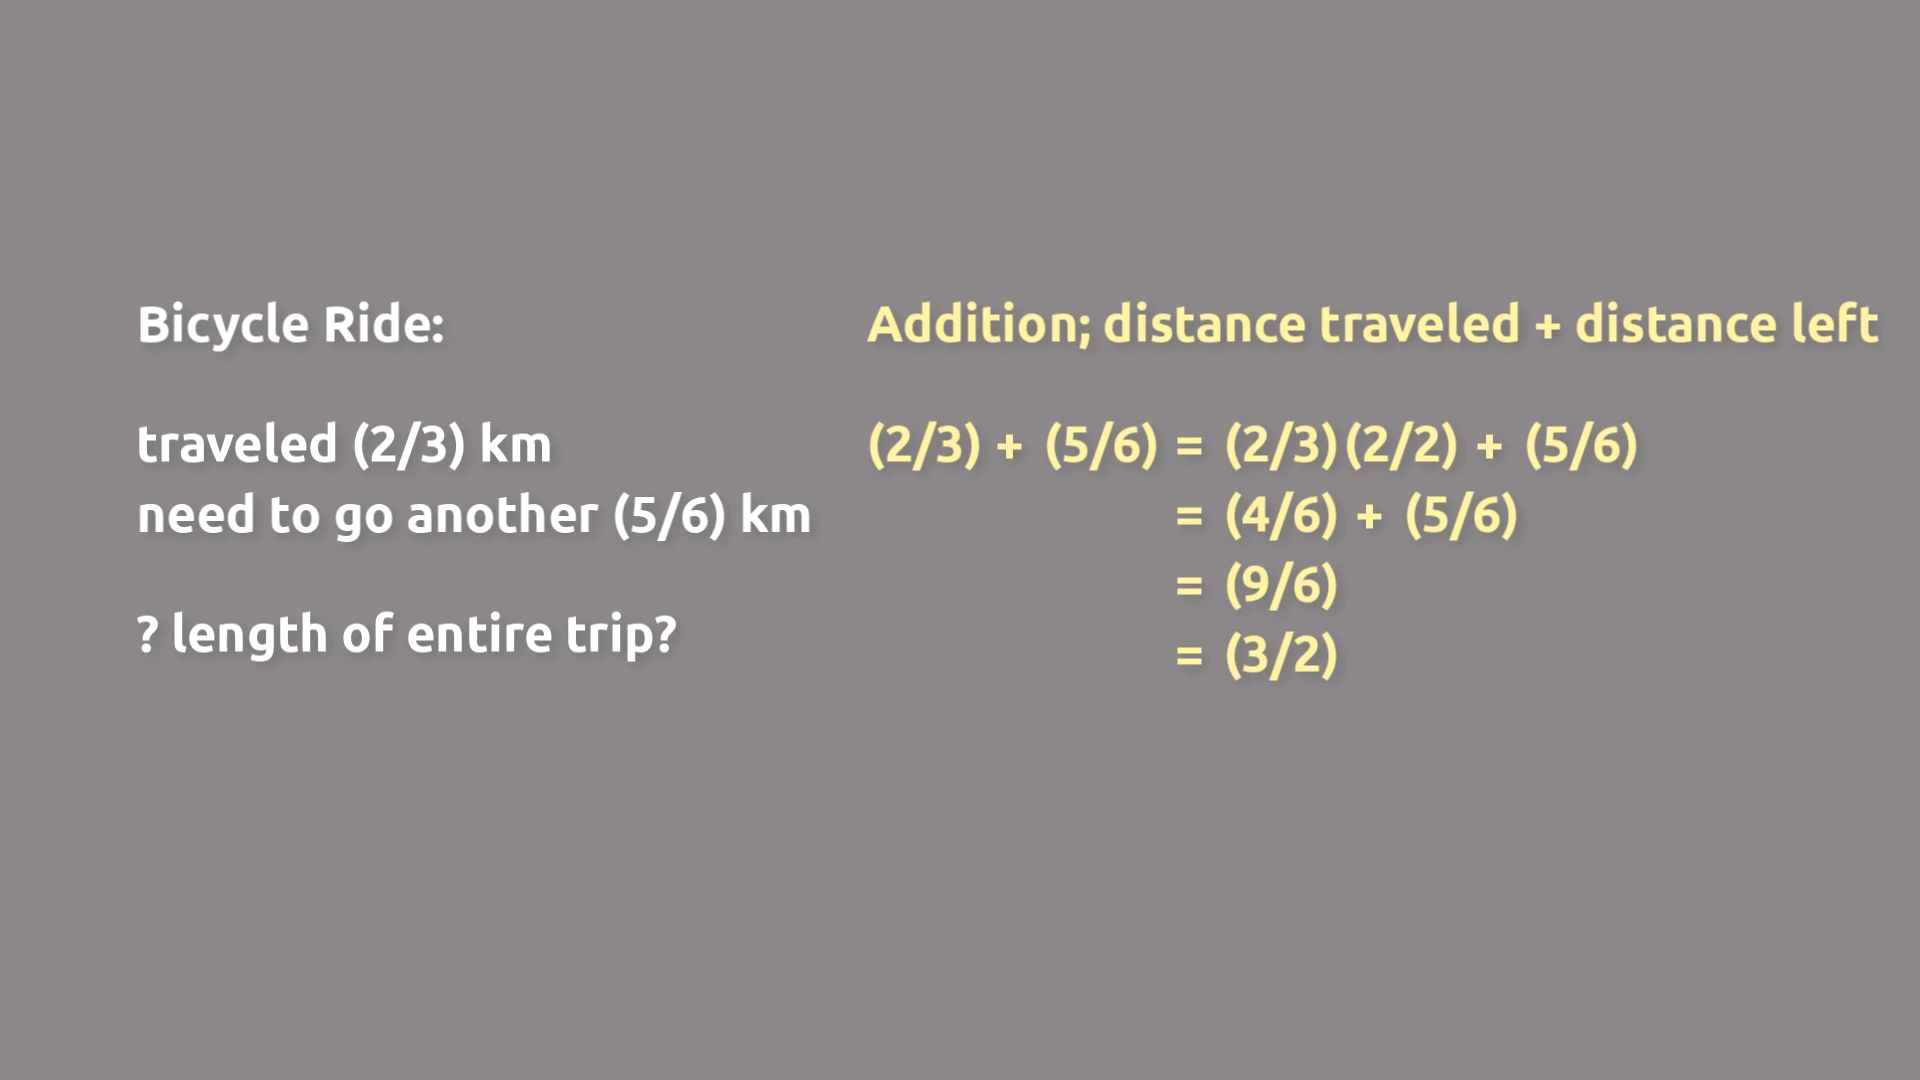 Bicycle Ride:
traveled (2/3) km
need to go another (5/6) km
? length of entire trip?
Addition; distance traveled + distance left
(2/3) + (5/6) = (2/3)(2/2) + (5/6)
= (4/6) + (5/6)
= (9/6)
= (3/2)